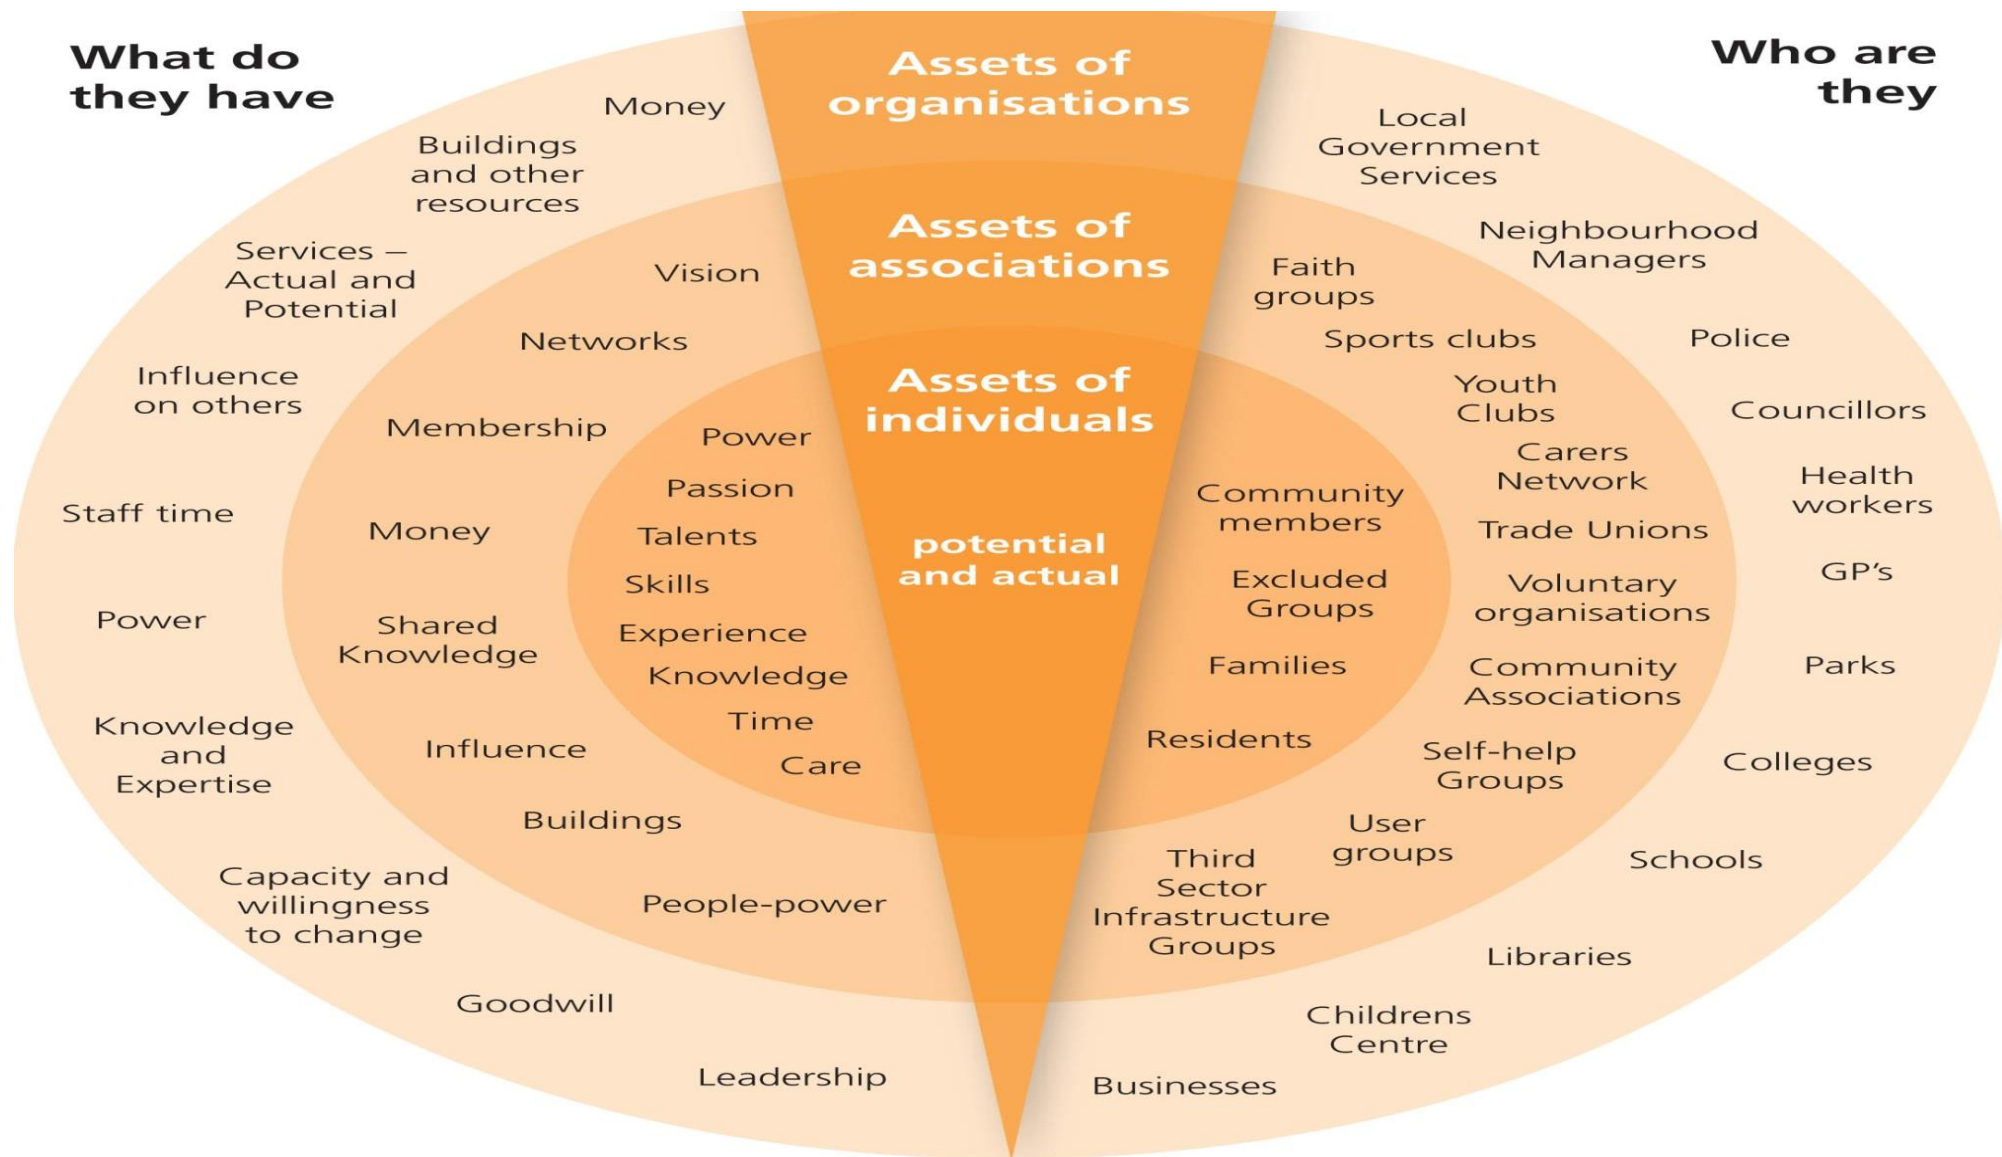 What do
they have
Who are
they
Assets of
organisations
Assets of
associations
Assets of
individuals
potential
and actual
Money
Buildings
and other
resources
Services –
Actual and
Potential
Influence
on others
Staff time
Power
Knowledge
and
Expertise
Capacity and
willingness
to change
Goodwill
Leadership
Vision
Networks
Membership
Money
Shared
Knowledge
Influence
Buildings
People-power
Power
Passion
Talents
Skills
Experience
Knowledge
Time
Care
Community
members
Excluded
Groups
Families
Residents
Faith
groups
Sports clubs
Youth
Clubs
Carers
Network
Trade Unions
Voluntary
organisations
Community
Associations
Self-help
Groups
User
groups
Third
Sector
Infrastructure
Groups
Local
Government
Services
Neighbourhood
Managers
Police
Councillors
Health
workers
GP’s
Parks
Colleges
Schools
Libraries
Childrens
Centre
Businesses